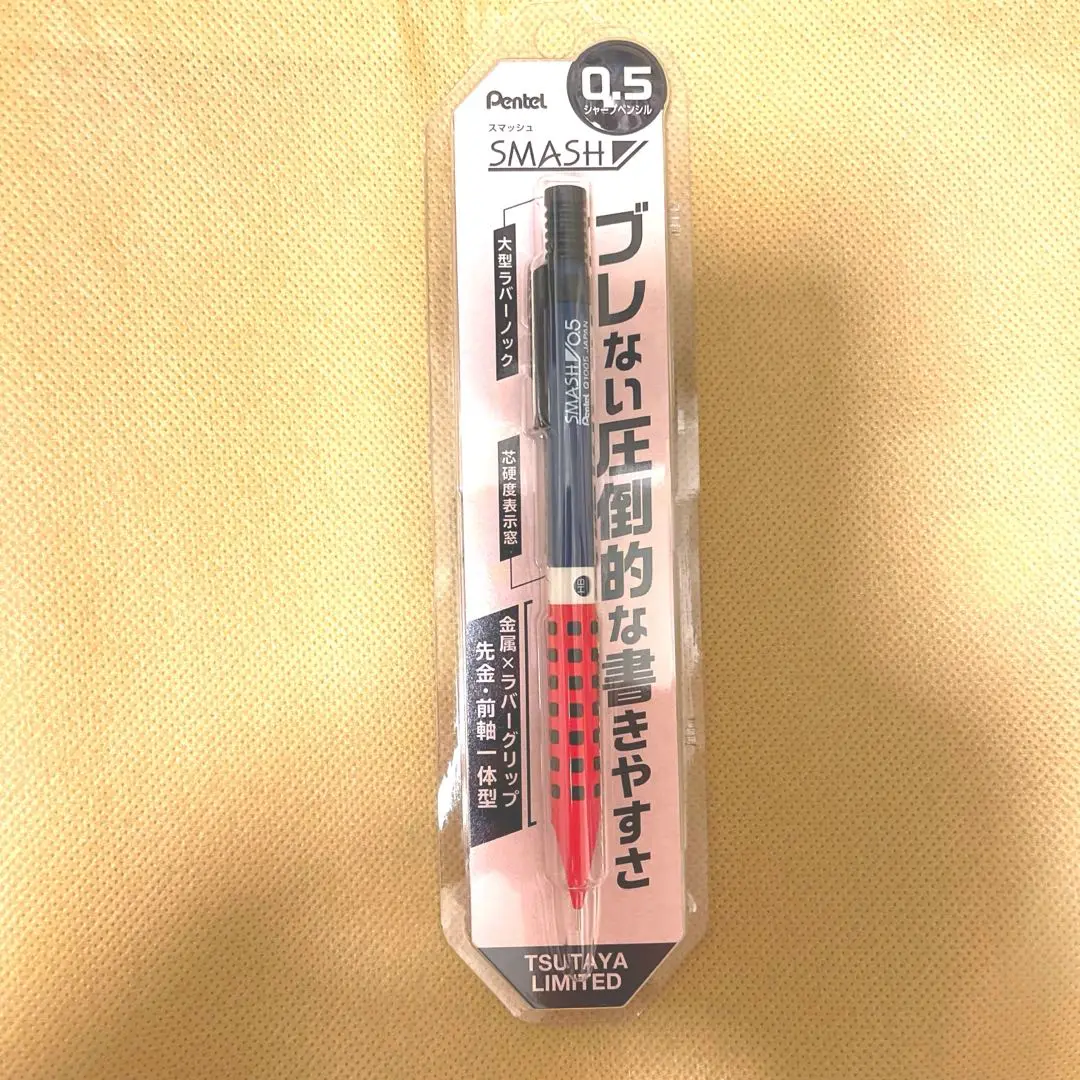 Pentel
0.5
シャープペンシル
スマッシュ
SMASH
ブレない圧倒的な書きやすさ
大型ラバーノック
SMASH 0.5
Pentel Q1005 JAPAN
芯硬度表示窓
HB
金属×ラバーグリップ
先金・前軸一体型
TSUTAYA
LIMITED